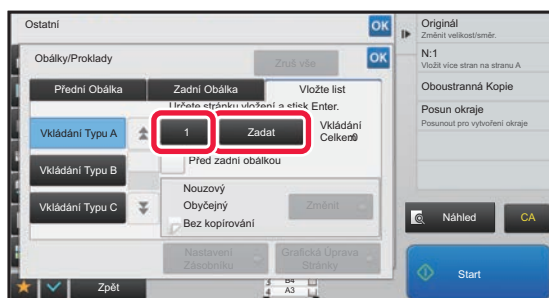 Ostatní
OK
Obálky/Proklady
Zruš vše
OK
Přední Obálka
Zadní Obálka
Vložte list
Určete stránku vložení a stisk Enter.
Vkládání Typu A
1
Zadat
Vkládání
Celkem:0
Před zadní obálkou
Vkládání Typu B
Nouzový
Obyčejný
Bez kopírování
Změnit
Vkládání Typu C
Nastavení
Zásobníku
Grafická Úprava
Stránky
Zpět
3 B4
4 A3
Originál
Změnit velikost/směr.
N:1
Vložit více stran na stranu A
Oboustranná Kopie
Posun okraje
Posunout pro vytvoření okraje
Náhled
CA
Start